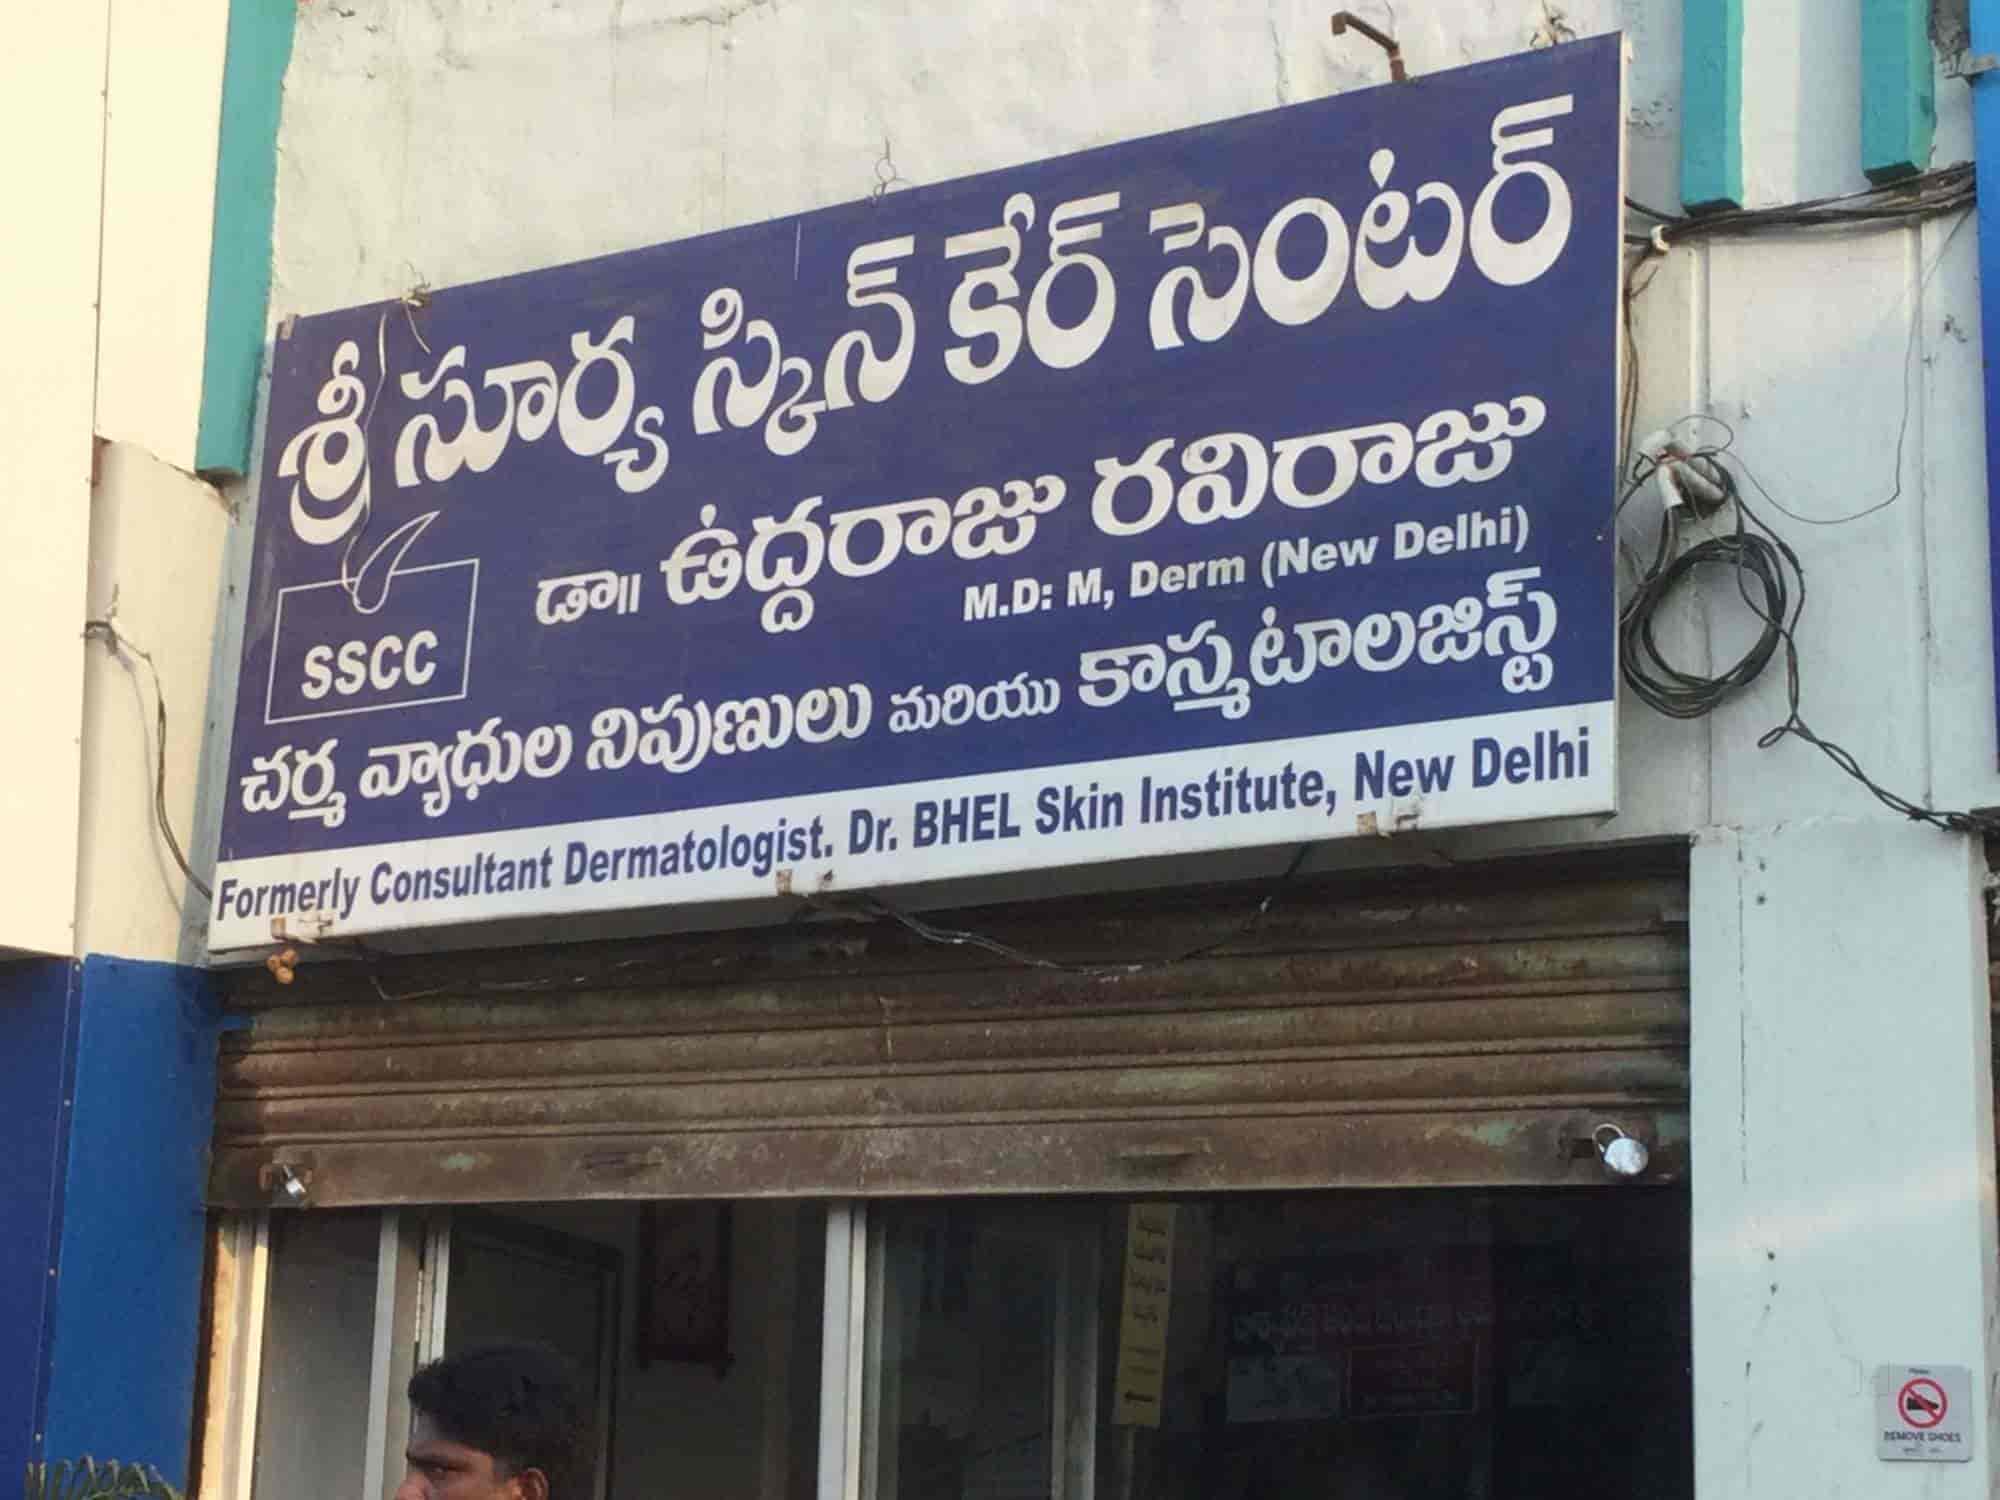 శ్రీ సూర్య స్కిన్ కేర్ సెంటర్
డా॥ ఉద్దరాజు రవిరాజు
M.D: M, Derm (New Delhi)
SSCC
చర్మ వ్యాధుల నిపుణులు మరియు కాస్మటాలజిస్ట్
Formerly Consultant Dermatologist. Dr. BHEL Skin Institute, New Delhi
REMOVE SHOES